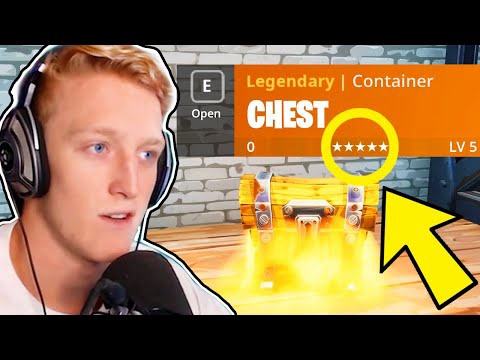 E
Open
Legendary | Container
CHEST
0 ★★★★★ LV 5